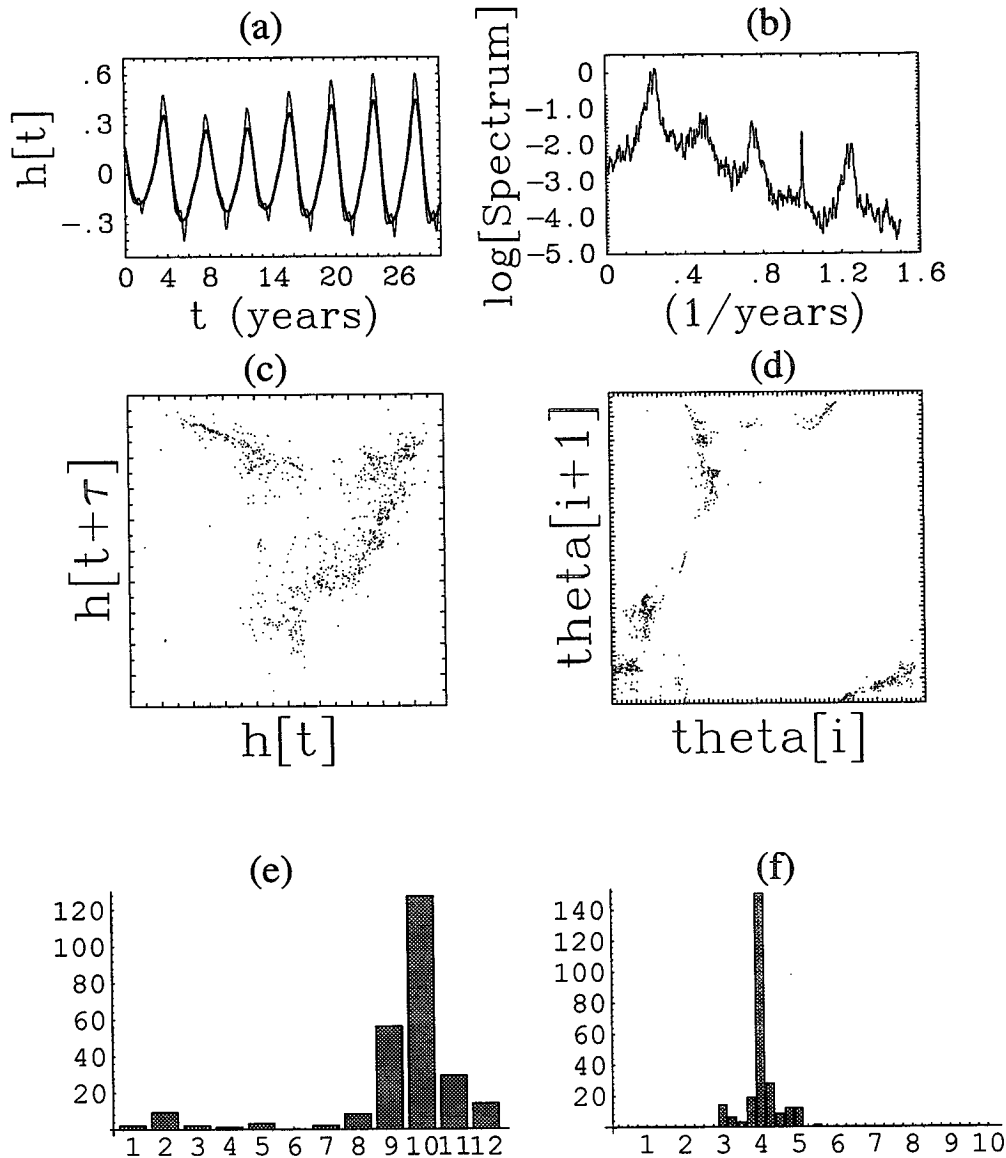 (a)
h[t]
.6
.3
0
-.3
0 4 8 14 20 26
t (years)
(b)
log[Spectrum]
0
-1.0
-2.0
-3.0
-4.0
-5.0
0 .4 .8 1.2 1.6
(1/years)
(c)
h[t+τ]
h[t]
(d)
theta[i+1]
theta[i]
(e)
120
100
80
60
40
20
1 2 3 4 5 6 7 8 9 10 11 12
(f)
140
120
100
80
60
40
20
1 2 3 4 5 6 7 8 9 10